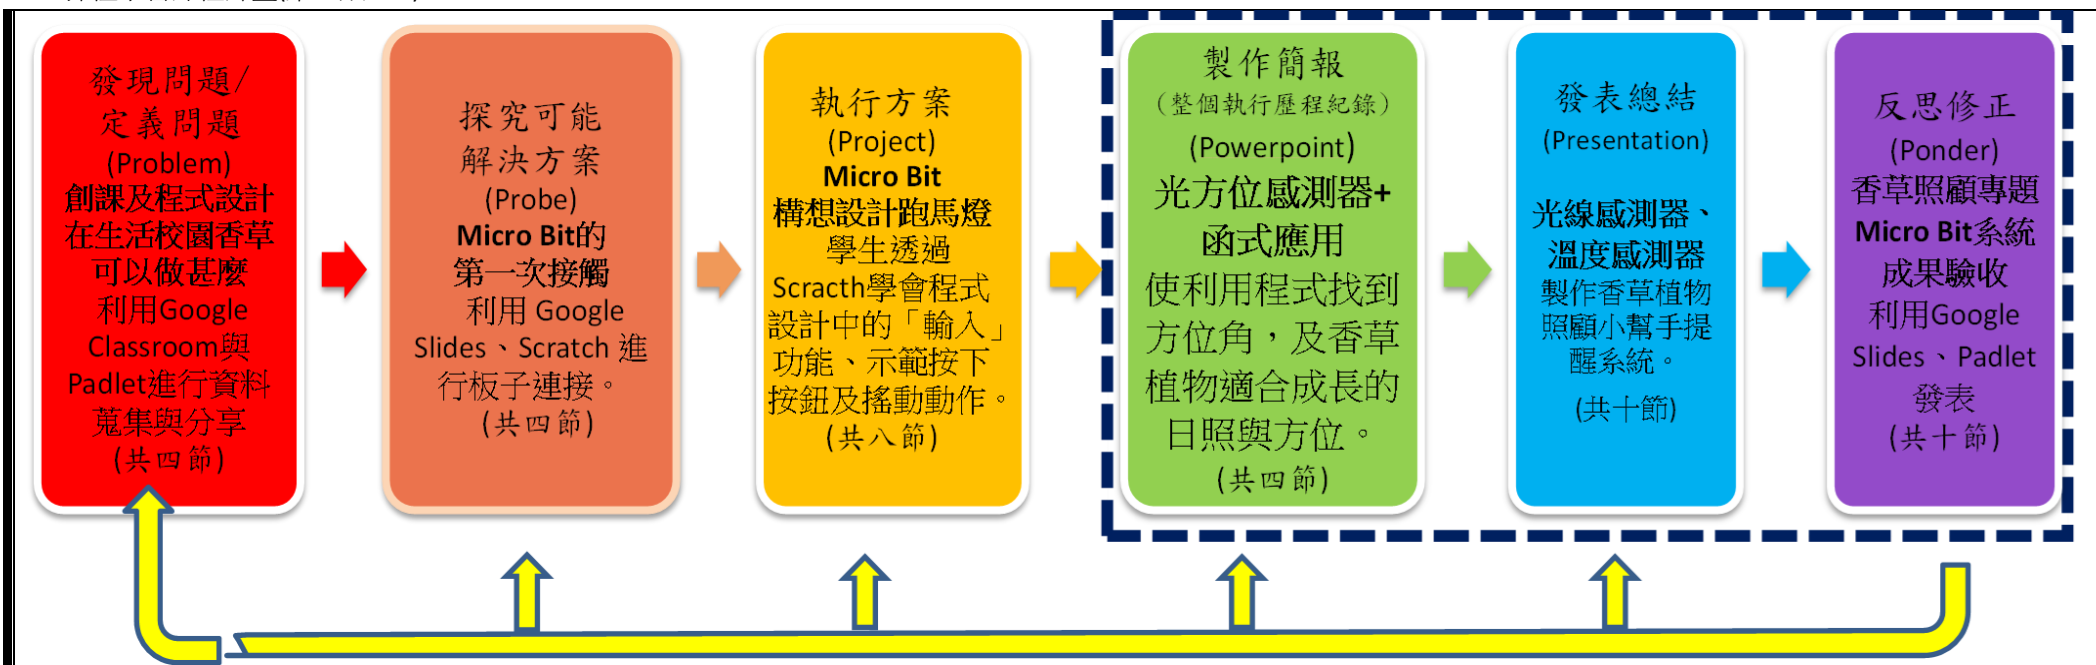 發現問題/
定義問題
(Problem)
創課及程式設計
在生活校園香草
可以做甚麼
利用Google
Classroom與
Padlet進行資料
蒐集與分享
(共四節)
探究可能
解決方案
(Probe)
Micro Bit的
第一次接觸
利用 Google
Slides、Scratch 進
行板子連接。
(共四節)
執行方案
(Project)
Micro Bit
構想設計跑馬燈
學生透過
Scracth學會程式
設計中的「輸入」
功能、示範按下
按鈕及搖動動作。
(共八節)
製作簡報
(整個執行歷程紀錄)
(Powerpoint)
光方位感測器+
函式應用
使利用程式找到
方位角，及香草
植物適合成長的
日照與方位。
(共四節)
發表總結
(Presentation)
光線感測器、
溫度感測器
製作香草植物
照顧小幫手提
醒系統。
(共十節)
反思修正
(Ponder)
香草照顧專題
Micro Bit系統
成果驗收
利用Google
Slides、Padlet
發表
(共十節)